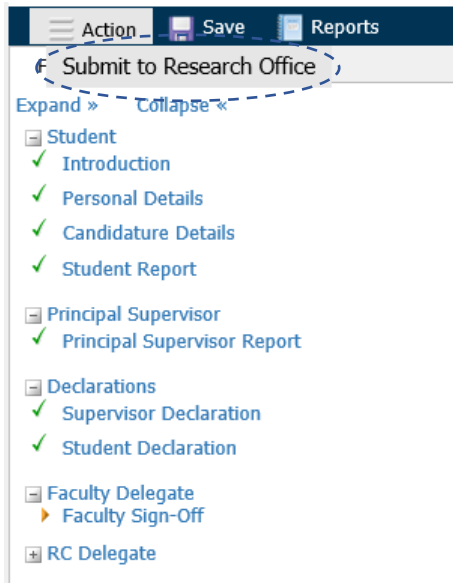 Action Save Reports
Submit to Research Office
Expand » Collapse «
Student
Introduction
Personal Details
Candidature Details
Student Report
Principal Supervisor
Principal Supervisor Report
Declarations
Supervisor Declaration
Student Declaration
Faculty Delegate
Faculty Sign-Off
RC Delegate